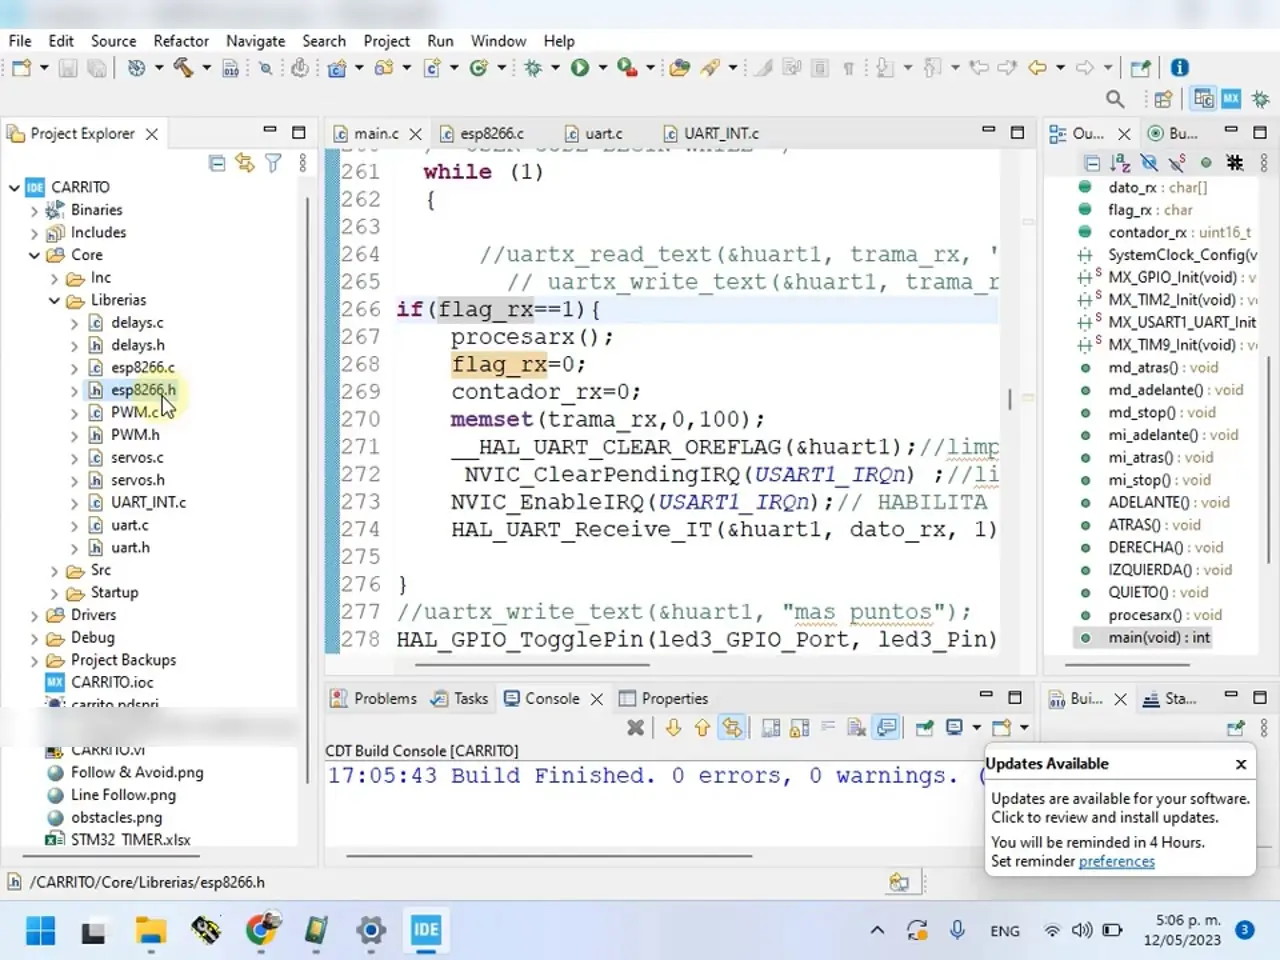 File Edit Source Refactor Navigate Search Project Run Window Help
Project Explorer
CARRITO
Binaries
Includes
Core
Inc
Librerias
delays.c
delays.h
esp8266.c
esp8266.h
PWM.c
PWM.h
servos.c
servos.h
UART_INT.c
uart.c
uart.h
Src
Startup
Drivers
Debug
Project Backups
CARRITO.ioc
Follow & Avoid.png
Line Follow.png
obstacles.png
STM32_TIMER.xlsx
main.c esp8266.c uart.c UART_INT.c
261 while (1)
262 {
263
264 //uartx_read_text(&huart1, trama_rx, '
265 // uartx_write_text(&huart1, trama_r
266 if(flag_rx==1){
267 procesarx();
268 flag_rx=0;
269 contador_rx=0;
270 memset(trama_rx,0,100);
271 __HAL_UART_CLEAR_OREFLAG(&huart1);//limp
272 NVIC_ClearPendingIRQ(USART1_IRQn) ;//li
273 NVIC_EnableIRQ(USART1_IRQn);// HABILITA
274 HAL_UART_Receive_IT(&huart1, dato_rx, 1)
275
276 }
277 //uartx_write_text(&huart1, "mas puntos");
278 HAL_GPIO_TogglePin(led3_GPIO_Port, led3_Pin)
Ou... Bu...
dato_rx : char[]
flag_rx : char
contador_rx : uint16_t
SystemClock_Config(v
MX_GPIO_Init(void) : v
MX_TIM2_Init(void) : v
MX_USART1_UART_Init
MX_TIM9_Init(void) : v
md_atras() : void
md_adelante() : void
md_stop() : void
mi_adelante() : void
mi_atras() : void
mi_stop() : void
ADELANTE() : void
ATRAS() : void
DERECHA() : void
IZQUIERDA() : void
QUIETO() : void
procesarx() : void
main(void) : int
Problems Tasks Console Properties
CDT Build Console [CARRITO]
17:05:43 Build Finished. 0 errors, 0 warnings. (
Bui... Sta...
Updates Available
Updates are available for your software.
Click to review and install updates.
You will be reminded in 4 Hours.
Set reminder preferences
/CARRITO/Core/Librerias/esp8266.h
IDE
ENG
5:06 p. m.
12/05/2023
3